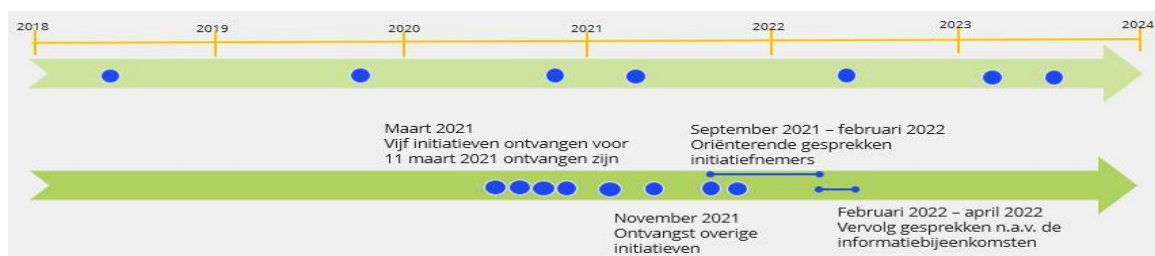 2018
2019
2020
2021
2022
2023
2024
Maart 2021
Vijf initiatieven ontvangen voor
11 maart 2021 ontvangen zijn
September 2021 – februari 2022
Oriënterende gesprekken
initiatiefnemers
November 2021
Ontvangst overige
initiatieven
Februari 2022 – april 2022
Vervolg gesprekken n.a.v. de
informatiebijeenkomsten